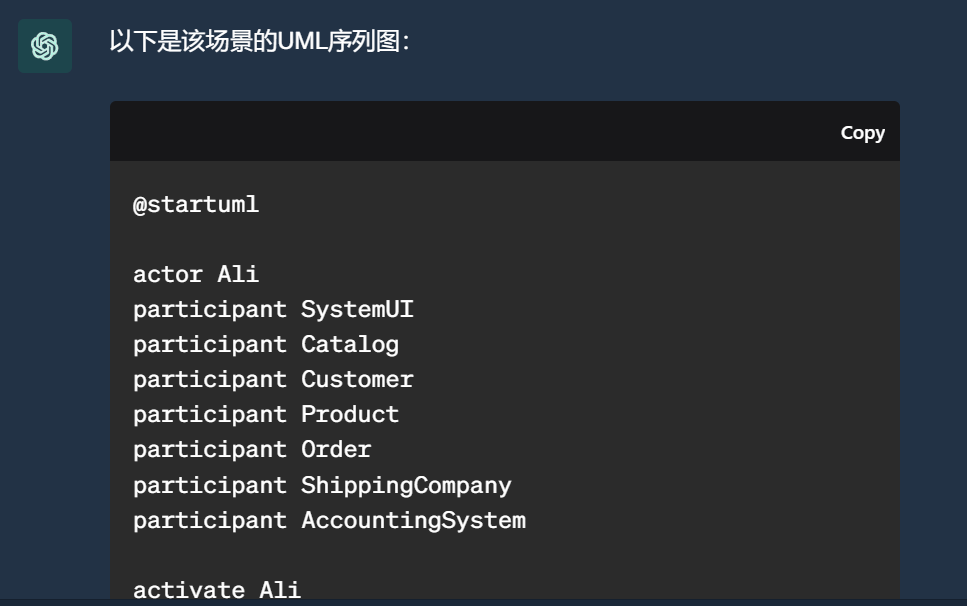 以下是该场景的UML序列图：
Copy
@startuml
actor Ali
participant SystemUI
participant Catalog
participant Customer
participant Product
participant Order
participant ShippingCompany
participant AccountingSystem
activate Ali